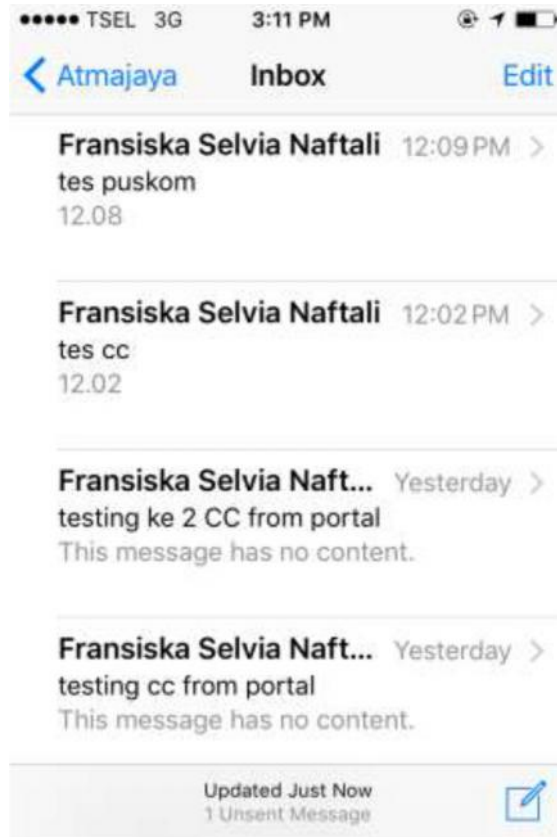 TSEL 3G 3:11 PM
Atmajaya Inbox Edit
Fransiska Selvia Naftali 12:09 PM
tes puskom
12.08
Fransiska Selvia Naftali 12:02 PM
tes cc
12.02
Fransiska Selvia Naft... Yesterday
testing ke 2 CC from portal
This message has no content.
Fransiska Selvia Naft... Yesterday
testing cc from portal
This message has no content.
Updated Just Now
1 Unsent Message